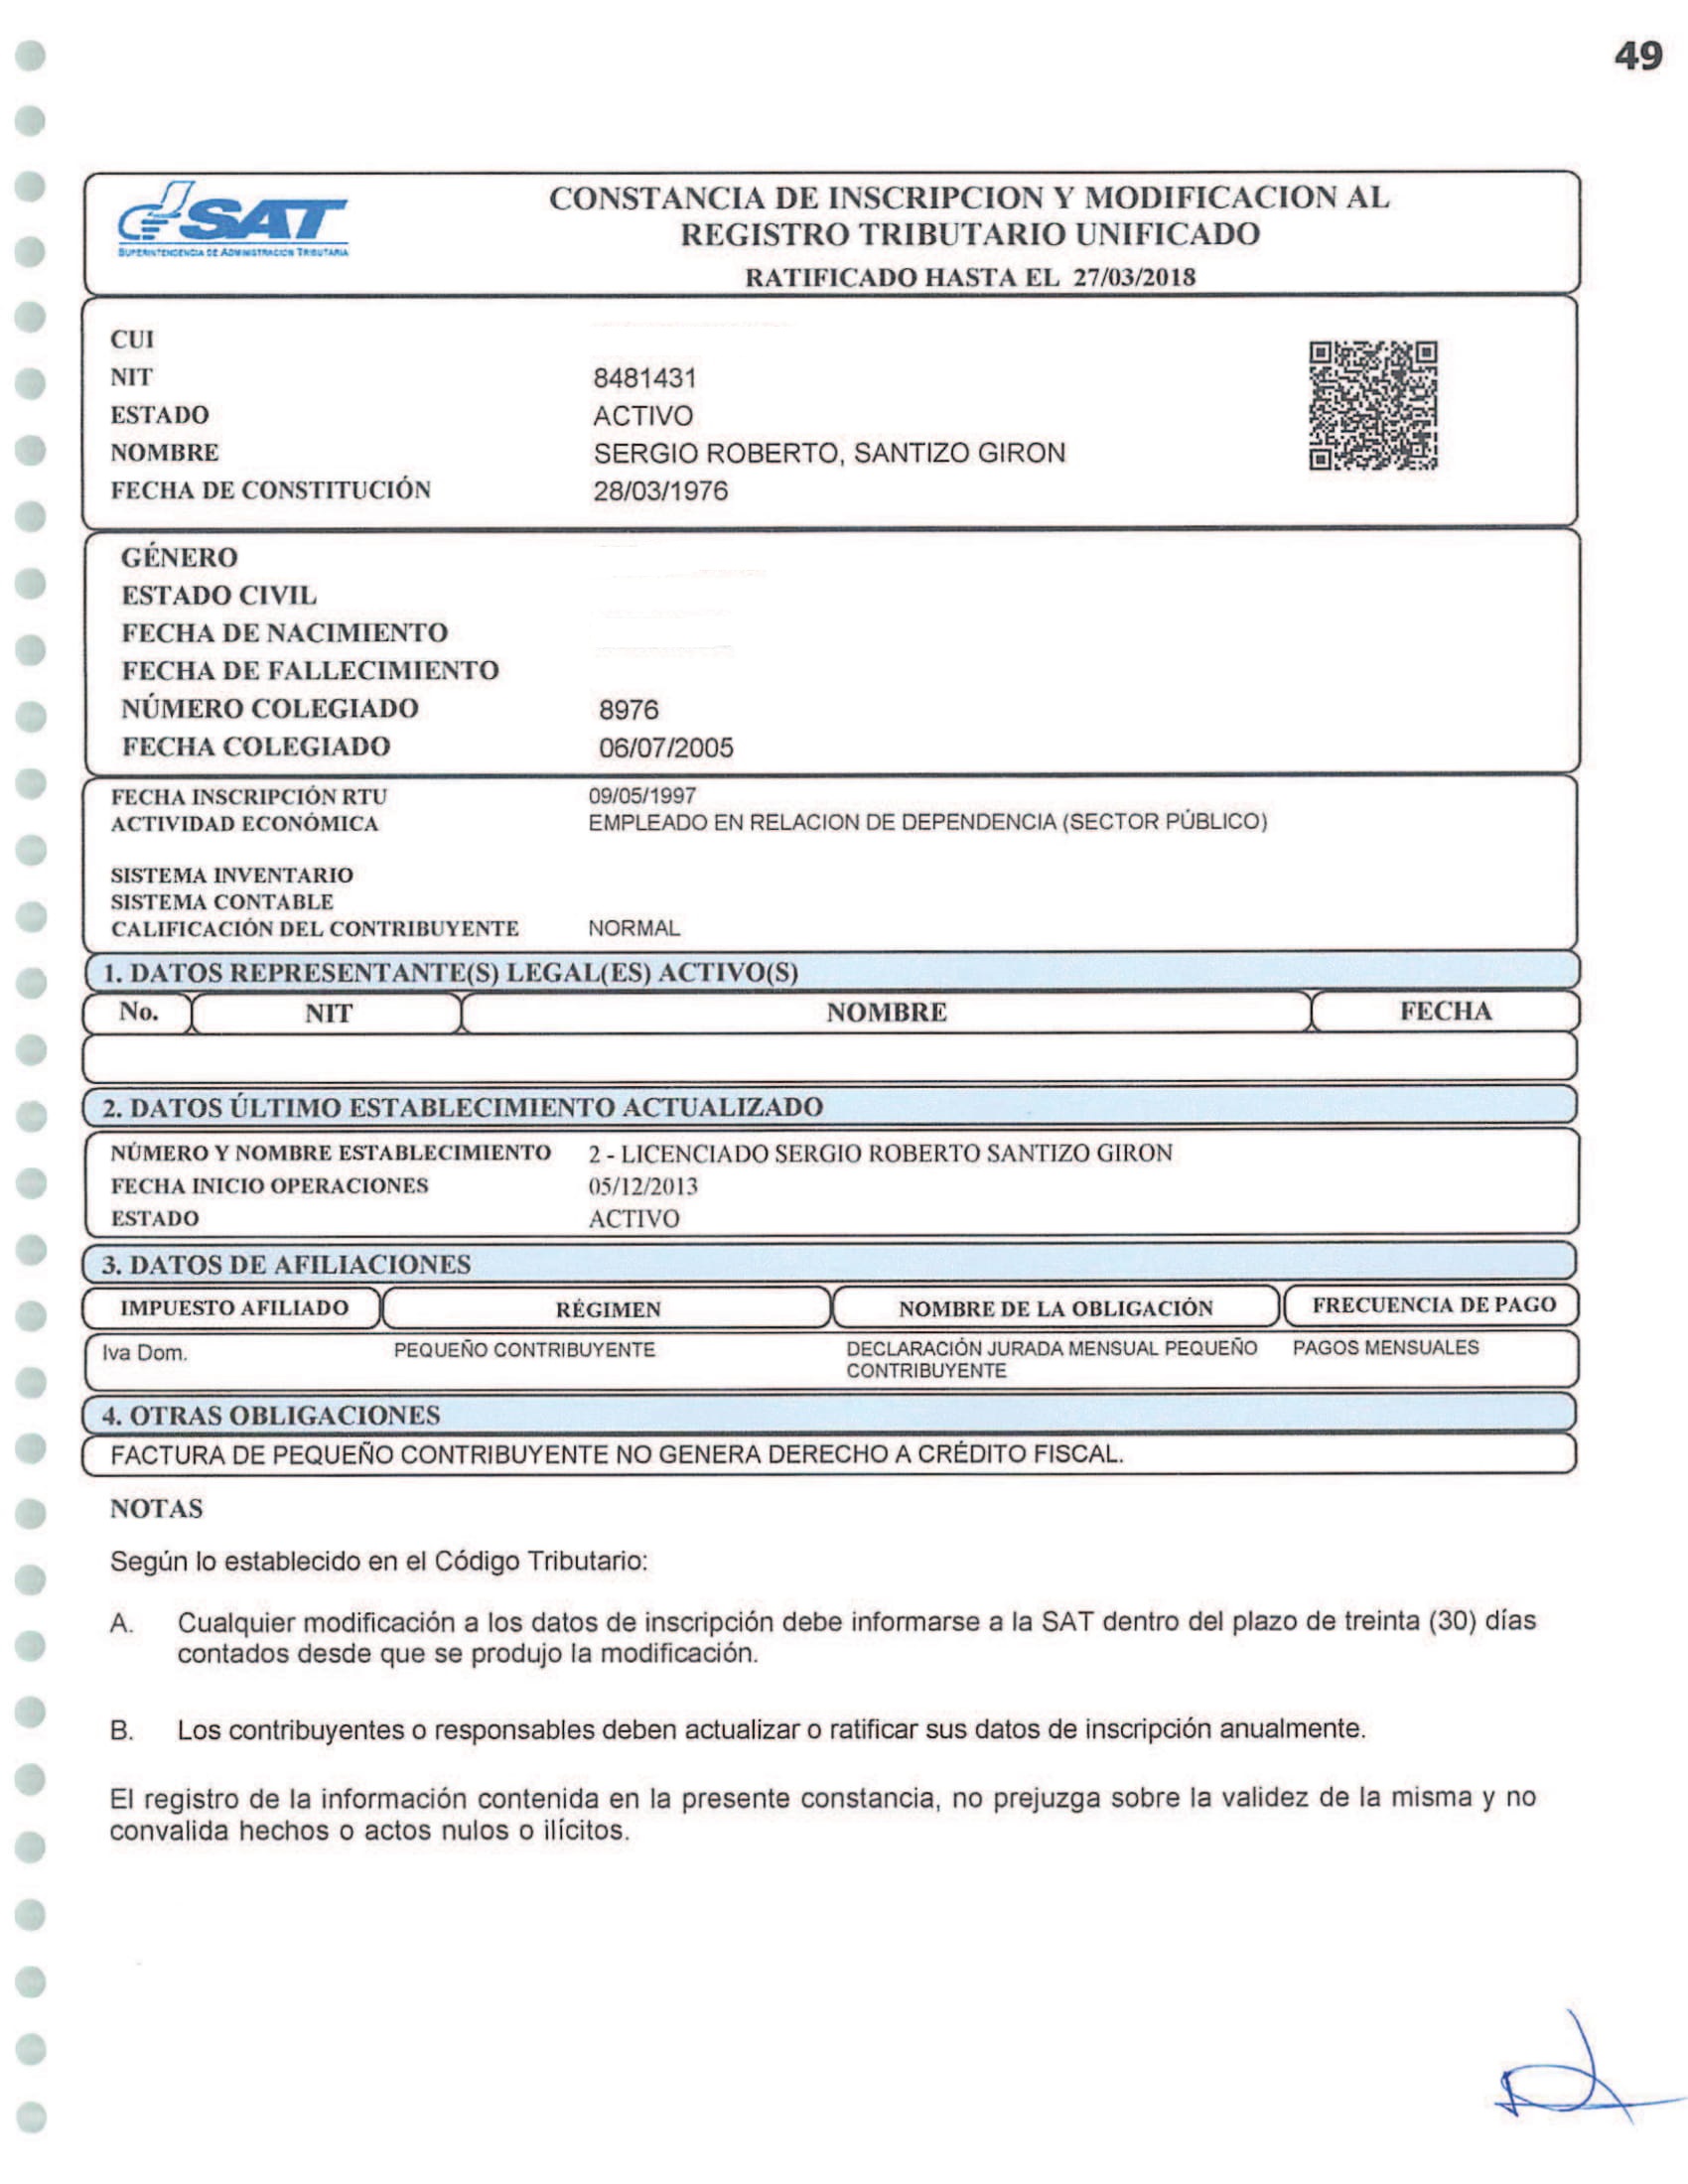 49
SAT
SUPERINTENDENCIA DE ADMINISTRACION TRIBUTARIA
CONSTANCIA DE INSCRIPCION Y MODIFICACION AL
REGISTRO TRIBUTARIO UNIFICADO
RATIFICADO HASTA EL 27/03/2018
CUI
NIT 8481431
ESTADO ACTIVO
NOMBRE SERGIO ROBERTO, SANTIZO GIRON
FECHA DE CONSTITUCIÓN 28/03/1976
GÉNERO
ESTADO CIVIL
FECHA DE NACIMIENTO
FECHA DE FALLECIMIENTO
NÚMERO COLEGIADO 8976
FECHA COLEGIADO 06/07/2005
FECHA INSCRIPCIÓN RTU 09/05/1997
ACTIVIDAD ECONÓMICA EMPLEADO EN RELACION DE DEPENDENCIA (SECTOR PÚBLICO)
SISTEMA INVENTARIO
SISTEMA CONTABLE
CALIFICACIÓN DEL CONTRIBUYENTE NORMAL
1. DATOS REPRESENTANTE(S) LEGAL(ES) ACTIVO(S)
No. NIT NOMBRE FECHA
2. DATOS ÚLTIMO ESTABLECIMIENTO ACTUALIZADO
NÚMERO Y NOMBRE ESTABLECIMIENTO 2 - LICENCIADO SERGIO ROBERTO SANTIZO GIRON
FECHA INICIO OPERACIONES 05/12/2013
ESTADO ACTIVO
3. DATOS DE AFILIACIONES
IMPUESTO AFILIADO RÉGIMEN NOMBRE DE LA OBLIGACIÓN FRECUENCIA DE PAGO
Iva Dom. PEQUEÑO CONTRIBUYENTE DECLARACIÓN JURADA MENSUAL PEQUEÑO PAGOS MENSUALES
CONTRIBUYENTE
4. OTRAS OBLIGACIONES
FACTURA DE PEQUEÑO CONTRIBUYENTE NO GENERA DERECHO A CRÉDITO FISCAL.
NOTAS
Según lo establecido en el Código Tributario:
A. Cualquier modificación a los datos de inscripción debe informarse a la SAT dentro del plazo de treinta (30) días
contados desde que se produjo la modificación.
B. Los contribuyentes o responsables deben actualizar o ratificar sus datos de inscripción anualmente.
El registro de la información contenida en la presente constancia, no prejuzga sobre la validez de la misma y no
convalida hechos o actos nulos o ilícitos.